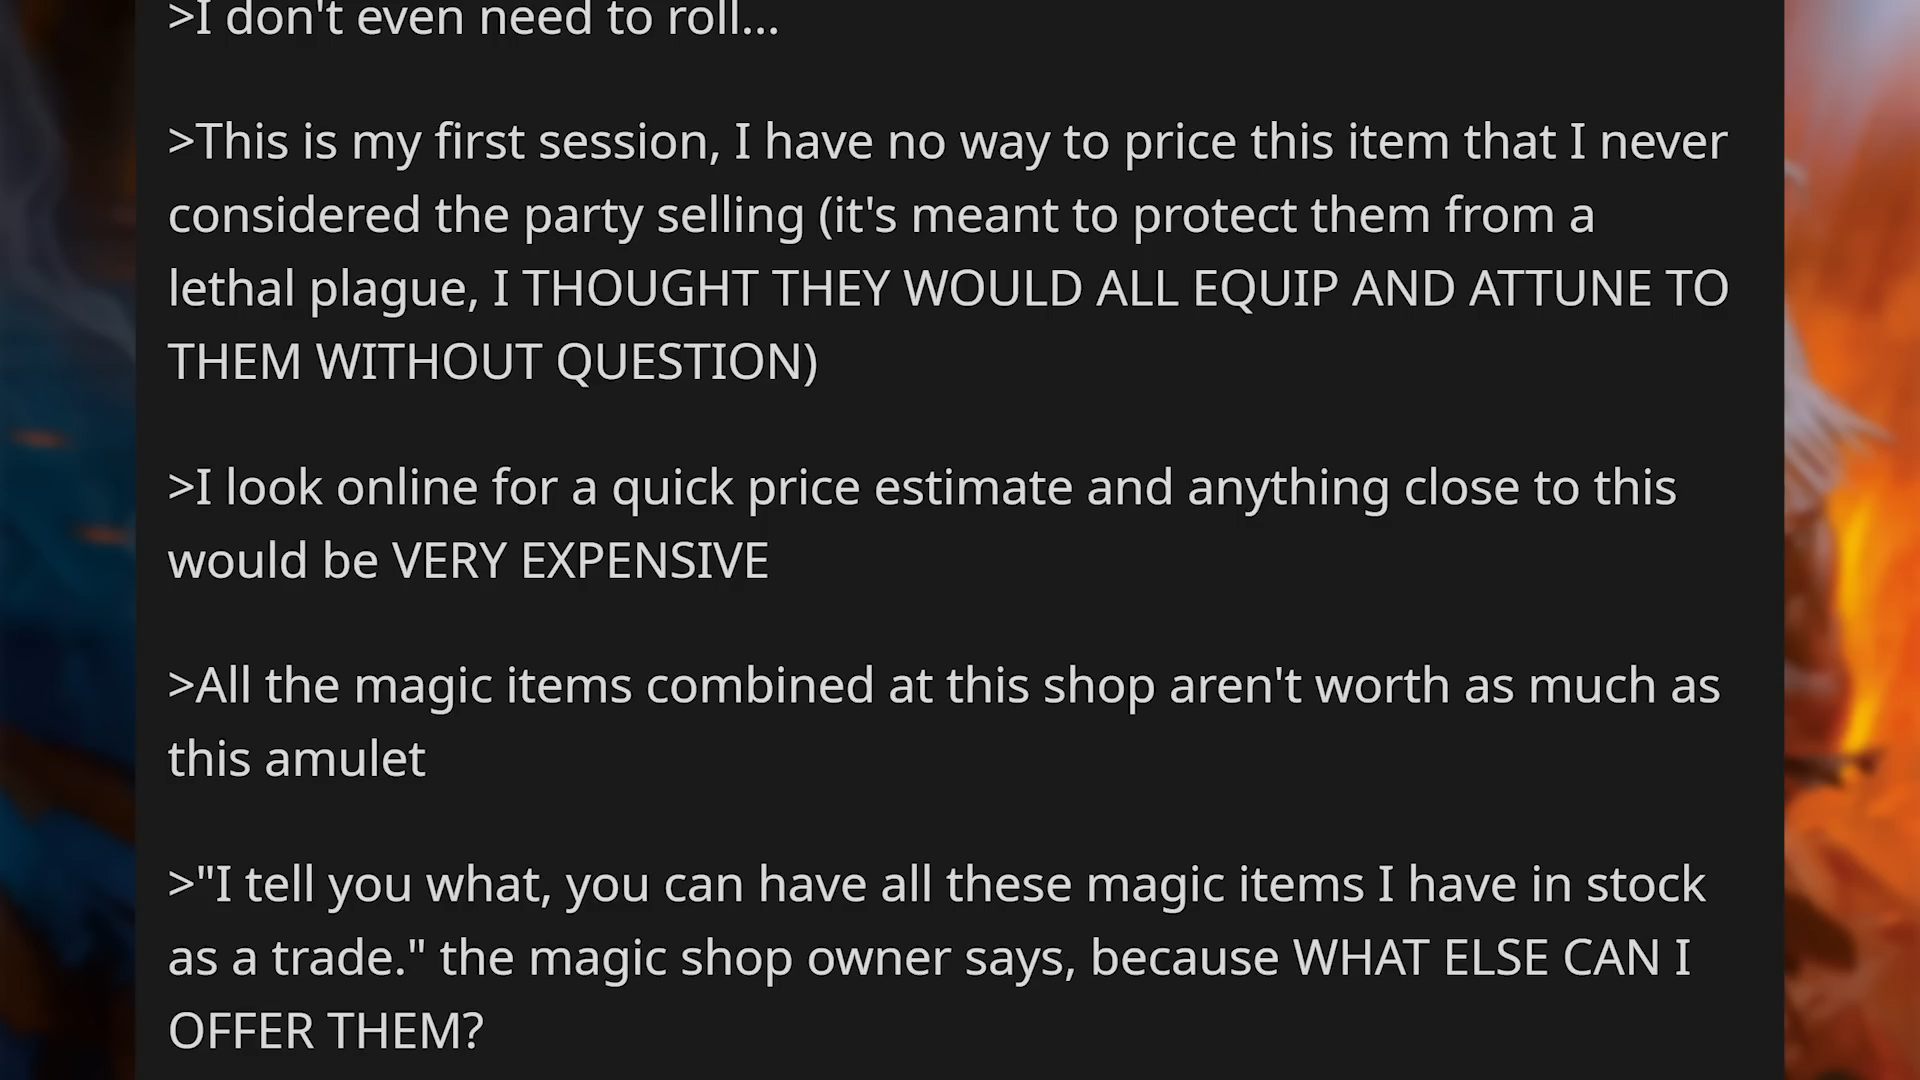 >I don't even need to roll...
>This is my first session, I have no way to price this item that I never
considered the party selling (it's meant to protect them from a
lethal plague, I THOUGHT THEY WOULD ALL EQUIP AND ATTUNE TO
THEM WITHOUT QUESTION)
>I look online for a quick price estimate and anything close to this
would be VERY EXPENSIVE
>All the magic items combined at this shop aren't worth as much as
this amulet
>"I tell you what, you can have all these magic items I have in stock
as a trade." the magic shop owner says, because WHAT ELSE CAN I
OFFER THEM?